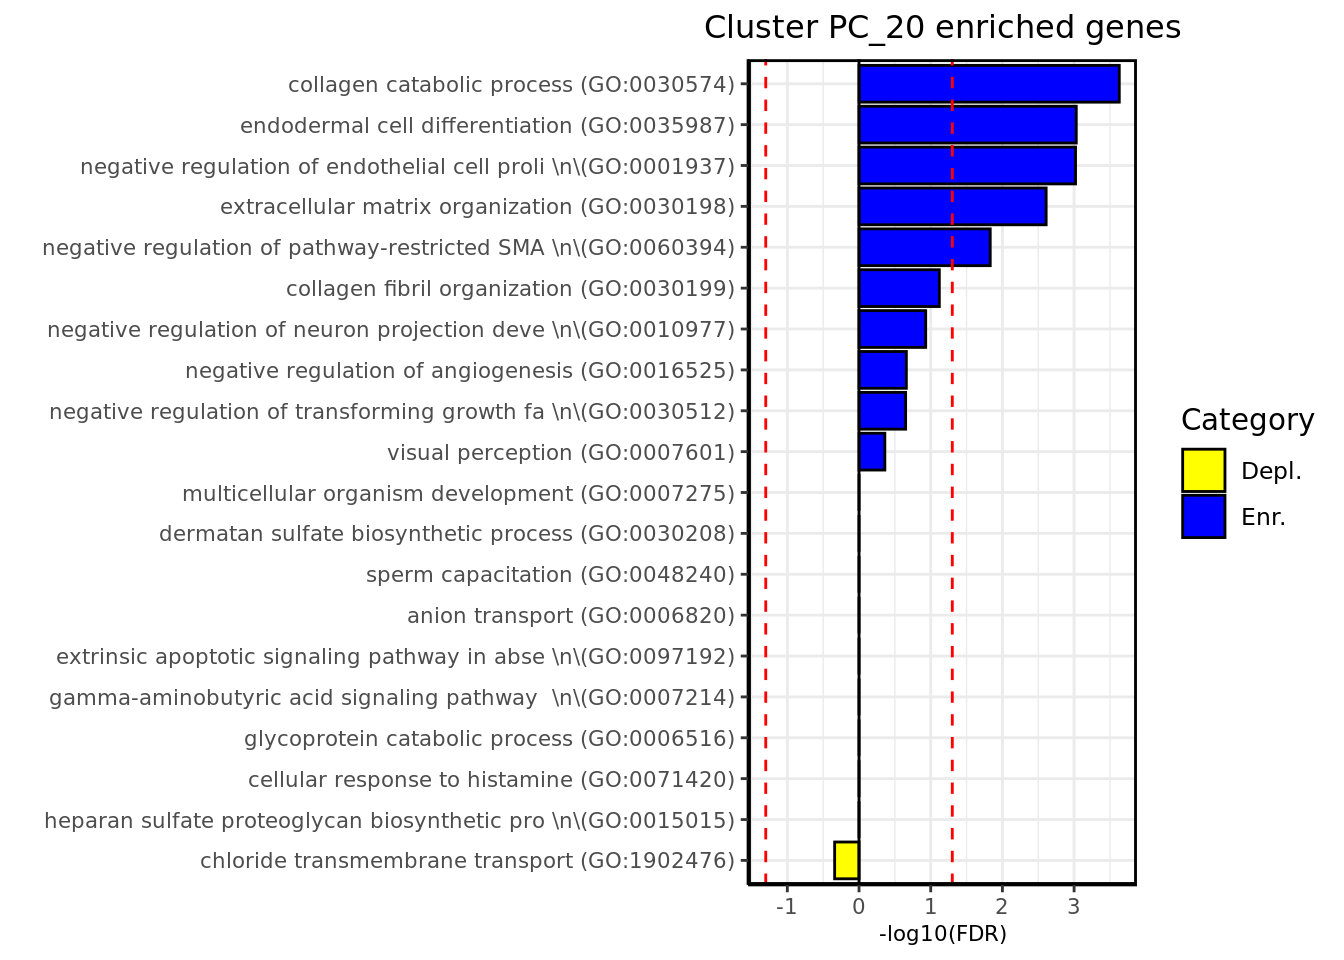 Cluster PC_20 enriched genes
collagen catabolic process (GO:0030574)
endodermal cell differentiation (GO:0035987)
negative regulation of endothelial cell proli \n\(GO:0001937)
extracellular matrix organization (GO:0030198)
negative regulation of pathway-restricted SMA \n\(GO:0060394)
collagen fibril organization (GO:0030199)
negative regulation of neuron projection deve \n\(GO:0010977)
negative regulation of angiogenesis (GO:0016525)
negative regulation of transforming growth fa \n\(GO:0030512)
visual perception (GO:0007601)
multicellular organism development (GO:0007275)
dermatan sulfate biosynthetic process (GO:0030208)
sperm capacitation (GO:0048240)
anion transport (GO:0006820)
extrinsic apoptotic signaling pathway in abse \n\(GO:0097192)
gamma-aminobutyric acid signaling pathway  \n\(GO:0007214)
glycoprotein catabolic process (GO:0006516)
cellular response to histamine (GO:0071420)
heparan sulfate proteoglycan biosynthetic pro \n\(GO:0015015)
chloride transmembrane transport (GO:1902476)
-1 0 1 2 3
-log10(FDR)
Category
Depl.
Enr.